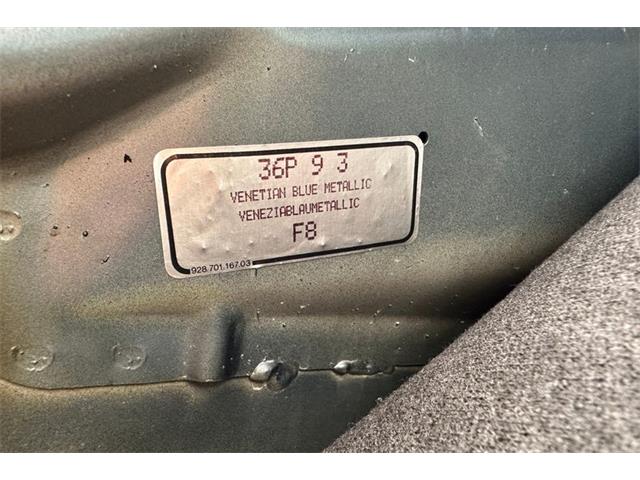 36P 9 3
VENETIAN BLUE METALLIC
VENEZIABLAUMETALLIC
F8
928.701.167.03